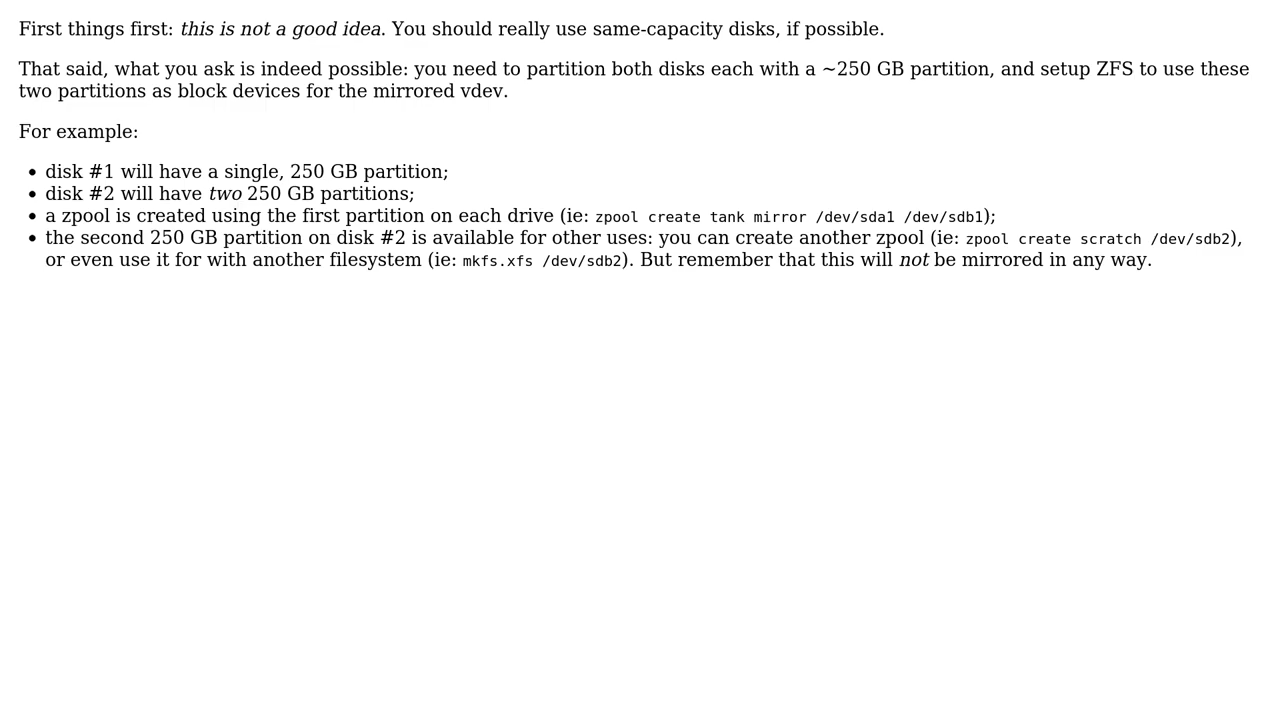 First things first: this is not a good idea. You should really use same-capacity disks, if possible.
That said, what you ask is indeed possible: you need to partition both disks each with a ~250 GB partition, and setup ZFS to use these
two partitions as block devices for the mirrored vdev.
For example:
• disk #1 will have a single, 250 GB partition;
• disk #2 will have two 250 GB partitions;
• a zpool is created using the first partition on each drive (ie: zpool create tank mirror /dev/sda1 /dev/sdb1);
• the second 250 GB partition on disk #2 is available for other uses: you can create another zpool (ie: zpool create scratch /dev/sdb2),
or even use it for with another filesystem (ie: mkfs.xfs /dev/sdb2). But remember that this will not be mirrored in any way.